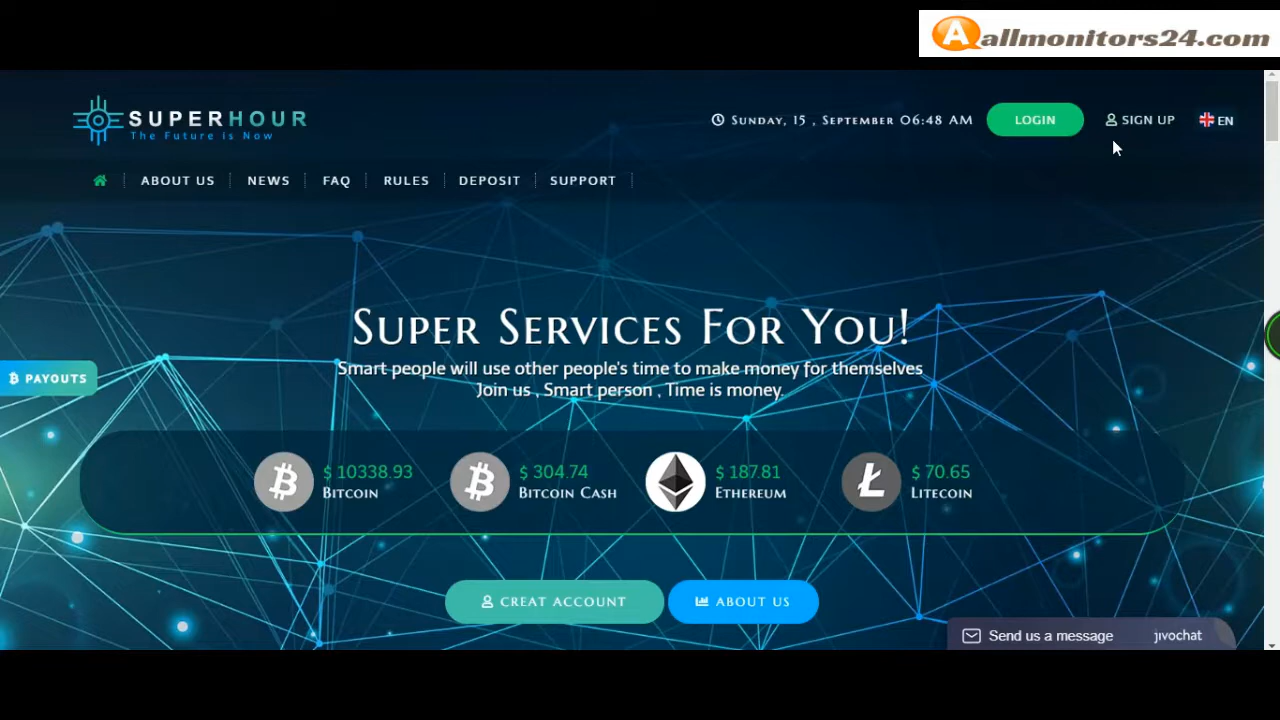 Aallmonitors24.com
SUPERHOUR
The Future Is Now
Sunday, 15 , September 06:48 AM
LOGIN
SIGN UP
EN
ABOUT US
NEWS
FAQ
RULES
DEPOSIT
SUPPORT
Super Services For You!
Smart people will use other people's time to make money for themselves
Join us , Smart person , Time is money.
PAYOUTS
$ 10338.93
Bitcoin
$ 304.74
Bitcoin Cash
$ 187.81
Ethereum
$ 70.65
Litecoin
CREAT ACCOUNT
ABOUT US
Send us a message
jivochat